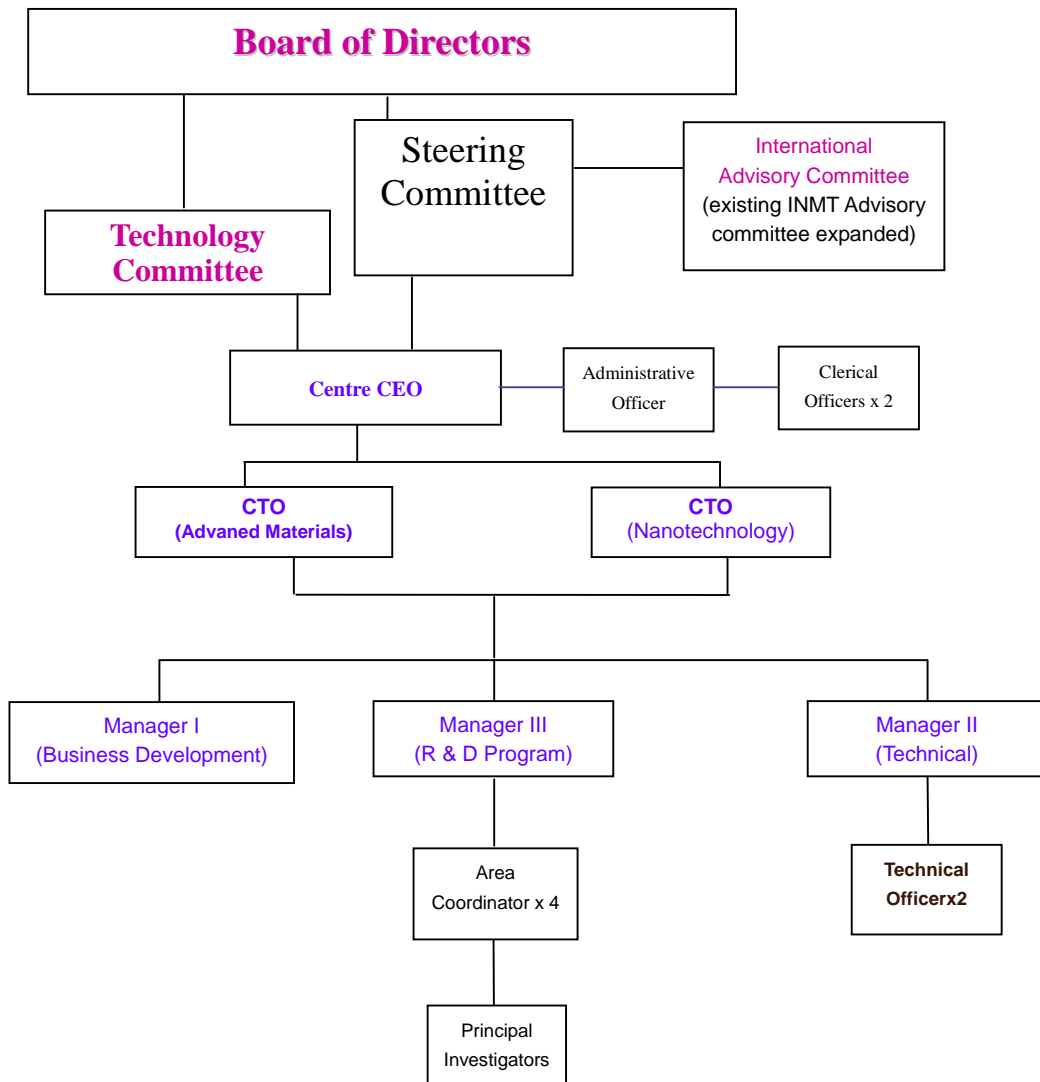 Board of Directors
Steering
Committee
International
Advisory Committee
(existing INMT Advisory
committee expanded)
Technology
Committee
Centre CEO
Administrative
Officer
Clerical
Officers x 2
CTO
(Advaned Materials)
CTO
(Nanotechnology)
Manager I
(Business Development)
Manager III
(R & D Program)
Manager II
(Technical)
Area
Coordinator x 4
Technical
Officerx2
Principal
Investigators